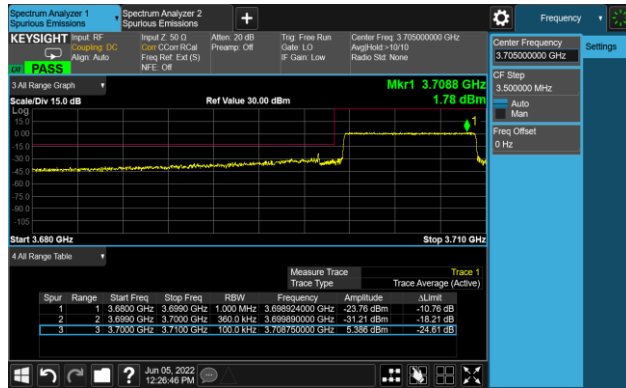 Spectrum Analyzer 1
Spurious Emissions
Spectrum Analyzer 2
Spurious Emissions
+
Frequency
KEYSIGHT
Input: RF
Coupling: DC
Align: Auto
Input Z: 50 Ω
Corr CCorr RCal
Freq Ref: Ext (S)
NFE: Off
Atten: 20 dB
Preamp: Off
Trig: Free Run
Gate: LO
IF Gain: Low
Center Freq: 3.705000000 GHz
Avg|Hold:>10/10
Radio Std: None
PASS
Center Frequency
3.705000000 GHz
Settings
CF Step
3.500000 MHz
Auto
Man
Freq Offset
0 Hz
3 All Range Graph
Mkr1 3.7088 GHz
Scale/Div 15.0 dB
Ref Value 30.00 dBm
1.78 dBm
Log
15.0
0.00
-15.0
-30.0
-45.0
-60.0
-75.0
-90.0
-105
1
Start 3.680 GHz
Stop 3.710 GHz
4 All Range Table
Measure Trace Trace 1
Trace Type Trace Average (Active)
Spur Range Start Freq Stop Freq RBW Frequency Amplitude ΔLimit
1 1 3.6800 GHz 3.6990 GHz 1.000 MHz 3.698924000 GHz -23.76 dBm -10.76 dB
2 2 3.6990 GHz 3.7000 GHz 360.0 kHz 3.699890000 GHz -31.21 dBm -18.21 dB
3 3 3.7000 GHz 3.7100 GHz 100.0 kHz 3.708750000 GHz 5.386 dBm -24.61 dB
?
Jun 05, 2022
12:26:46 PM